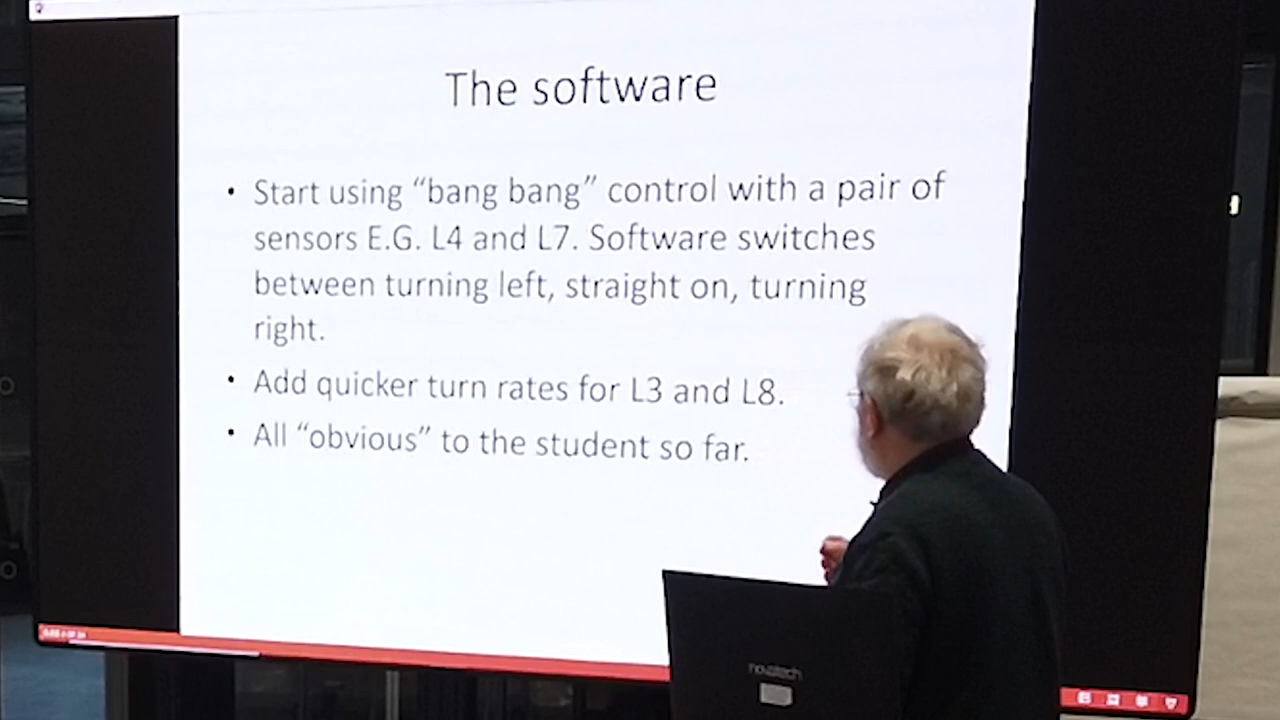 The software
• Start using “bang bang” control with a pair of
sensors E.G. L4 and L7. Software switches
between turning left, straight on, turning
right.
• Add quicker turn rates for L3 and L8.
• All “obvious” to the student so far.
novatech